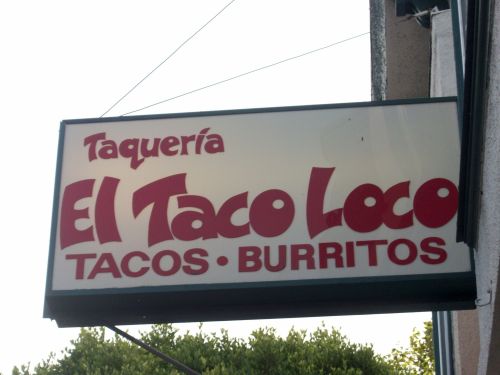 Taquería
El Taco Loco
TACOS • BURRITOS